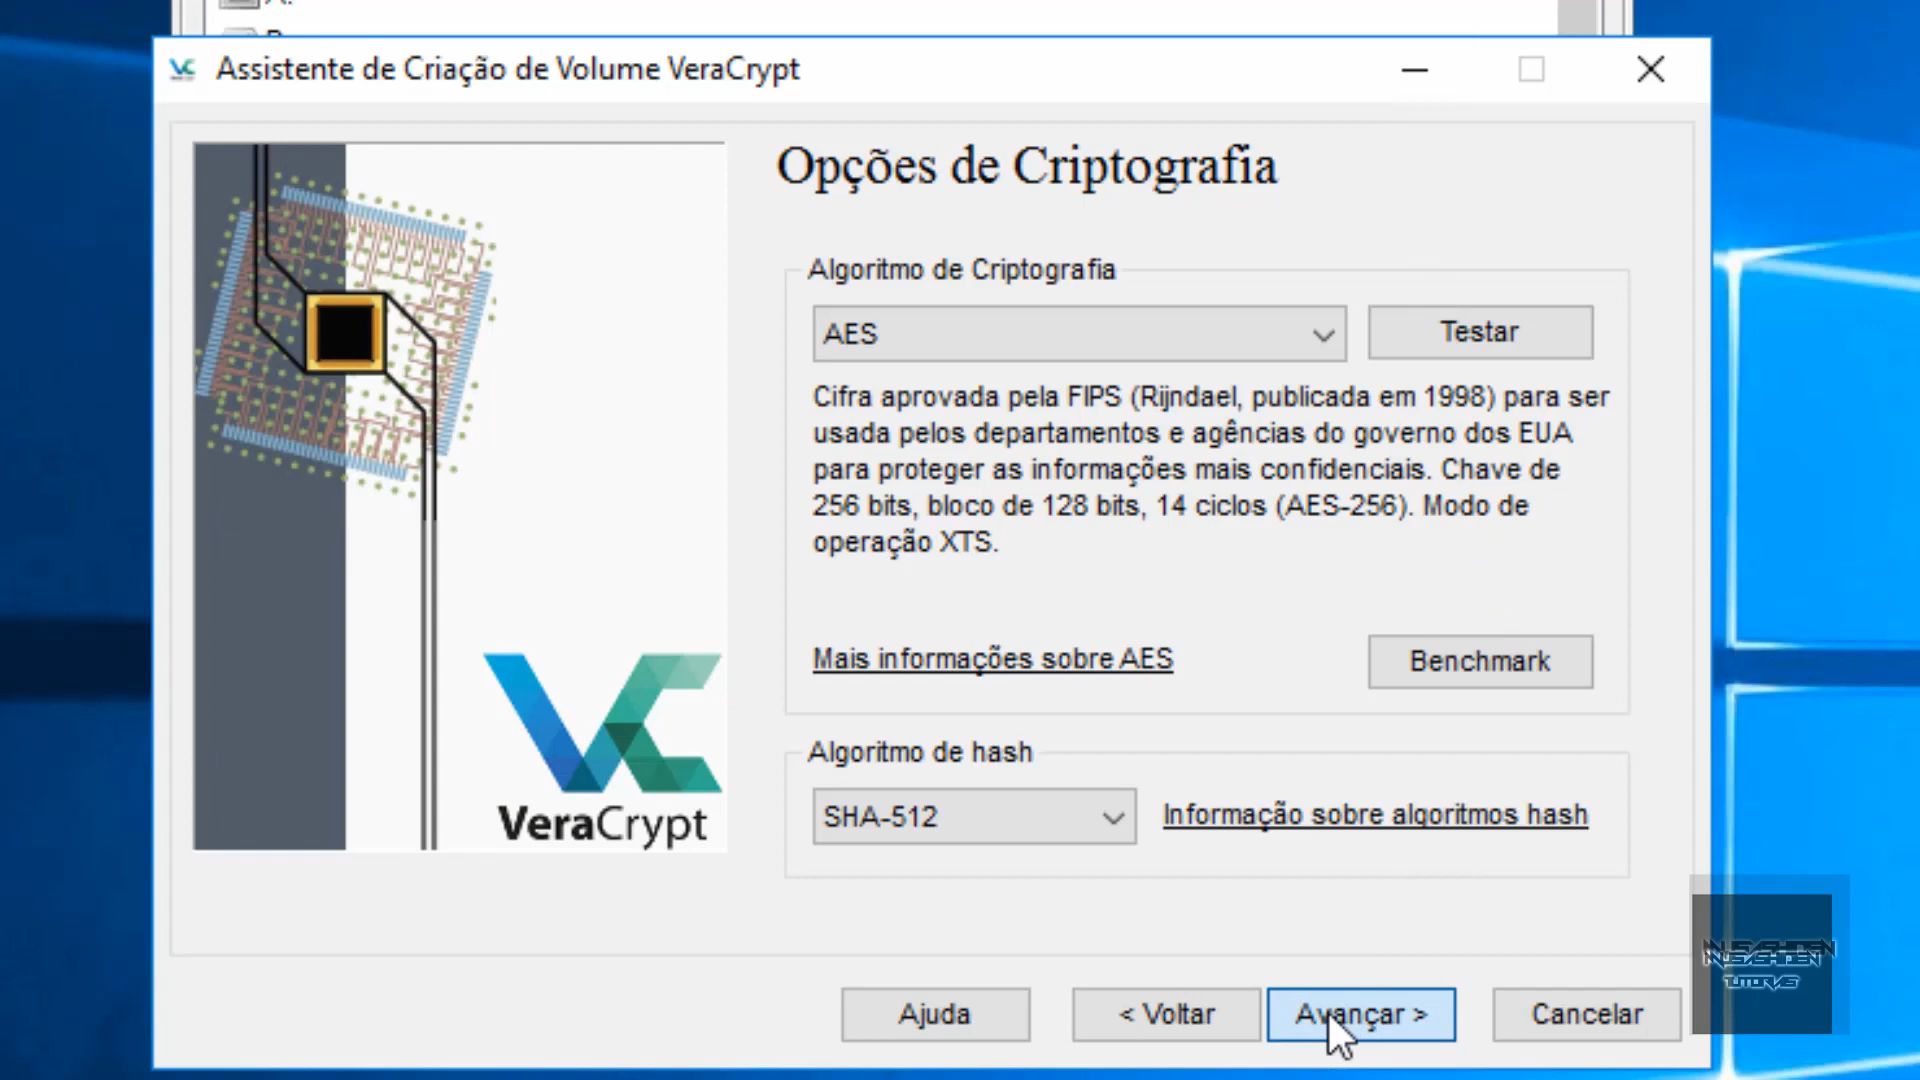 Assistente de Criação de Volume VeraCrypt
Opções de Criptografia
Algoritmo de Criptografia
AES
Testar
Cifra aprovada pela FIPS (Rijndael, publicada em 1998) para ser
usada pelos departamentos e agências do governo dos EUA
para proteger as informações mais confidenciais. Chave de
256 bits, bloco de 128 bits, 14 ciclos (AES-256). Modo de
operação XTS.
Mais informações sobre AES
Benchmark
VeraCrypt
Algoritmo de hash
SHA-512
Informação sobre algoritmos hash
Ajuda
< Voltar
Avançar >
Cancelar